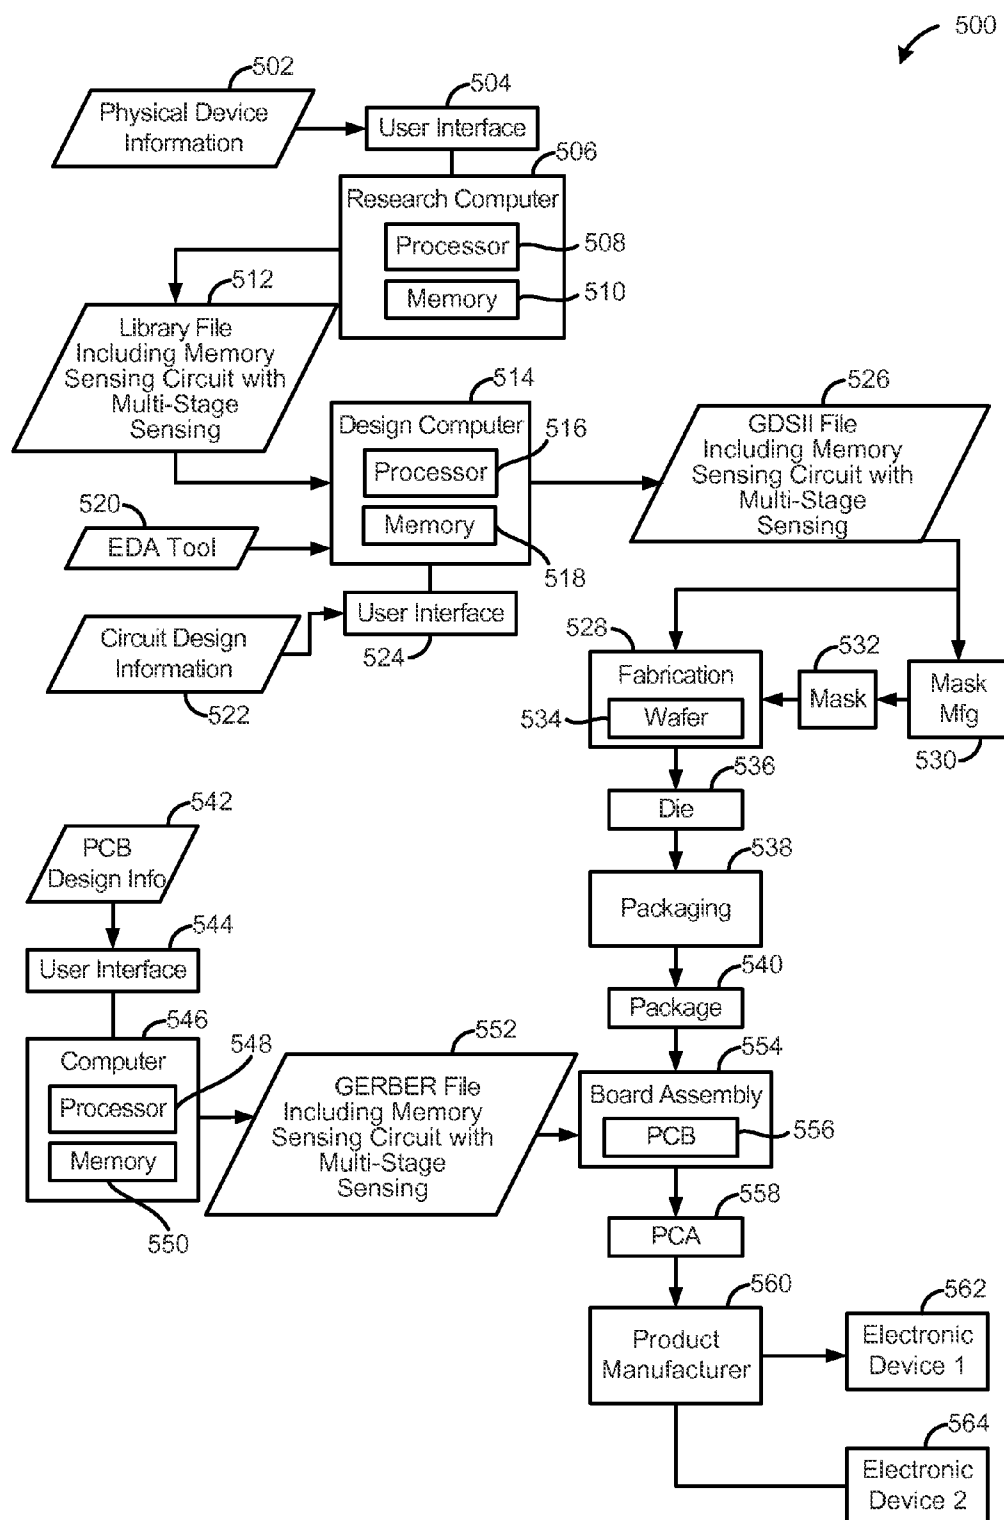 500
502
Physical Device
Information
504
User Interface
506
Research Computer
Processor
508
Memory
510
512
Library File
Including Memory
Sensing Circuit with
Multi-Stage
Sensing
514
Design Computer
516
Processor
Memory
518
520
EDA Tool
User Interface
524
Circuit Design
Information
522
526
GDSII File
Including Memory
Sensing Circuit with
Multi-Stage
Sensing
528
Fabrication
534
Wafer
532
Mask
Mask
Mfg
530
536
Die
538
Packaging
540
Package
542
PCB
Design Info
544
User Interface
546
Computer
548
Processor
Memory
550
552
GERBER File
Including Memory
Sensing Circuit with
Multi-Stage
Sensing
554
Board Assembly
PCB
556
558
PCA
560
Product
Manufacturer
562
Electronic
Device 1
564
Electronic
Device 2